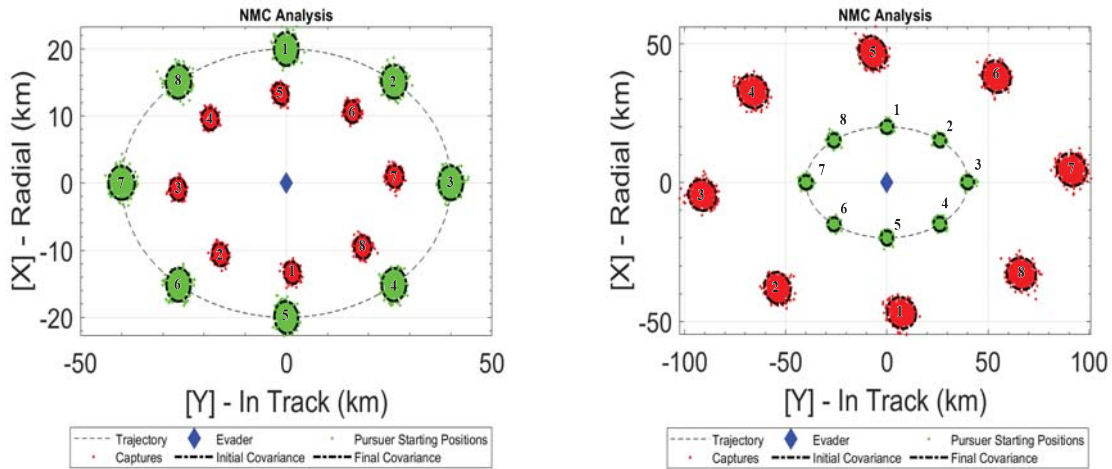 NMC Analysis
20
10
0
-10
-20
[X] - Radial (km)
1
2
3
4
5
6
7
8
5
6
7
8
1
2
3
4
-50
0
50
[Y] - In Track (km)
Trajectory
Evader
Pursuer Starting Positions
Captures
Initial Covariance
Final Covariance
NMC Analysis
50
0
-50
[X] - Radial (km)
5
6
7
8
1
2
3
4
1
2
3
4
5
6
7
8
-100
-50
0
50
100
[Y] - In Track (km)
Trajectory
Evader
Pursuer Starting Positions
Captures
Initial Covariance
Final Covariance